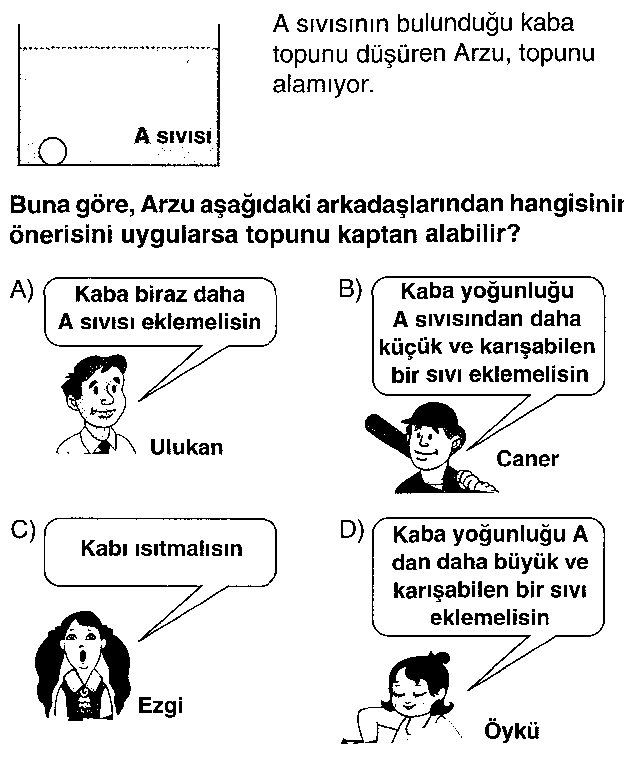 A sıvısının bulunduğu kaba
topunu düşüren Arzu, topunu
alamıyor.
A sıvısı
Buna göre, Arzu aşağıdaki arkadaşlarından hangisinin
önerisini uygularsa topunu kaptan alabilir?
A)
Kaba biraz daha
A sıvısı eklemelisin
Ulukan
B)
Kaba yoğunluğu
A sıvısından daha
küçük ve karışabilen
bir sıvı eklemelisin
Caner
C)
Kabı ısıtmalısın
Ezgi
D)
Kaba yoğunluğu A
dan daha büyük ve
karışabilen bir sıvı
eklemelisin
Öykü